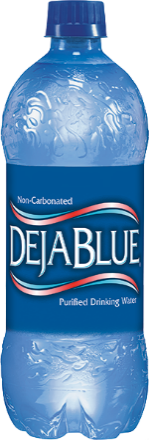 Non-Carbonated
DEJABLUE
Purified Drinking Water